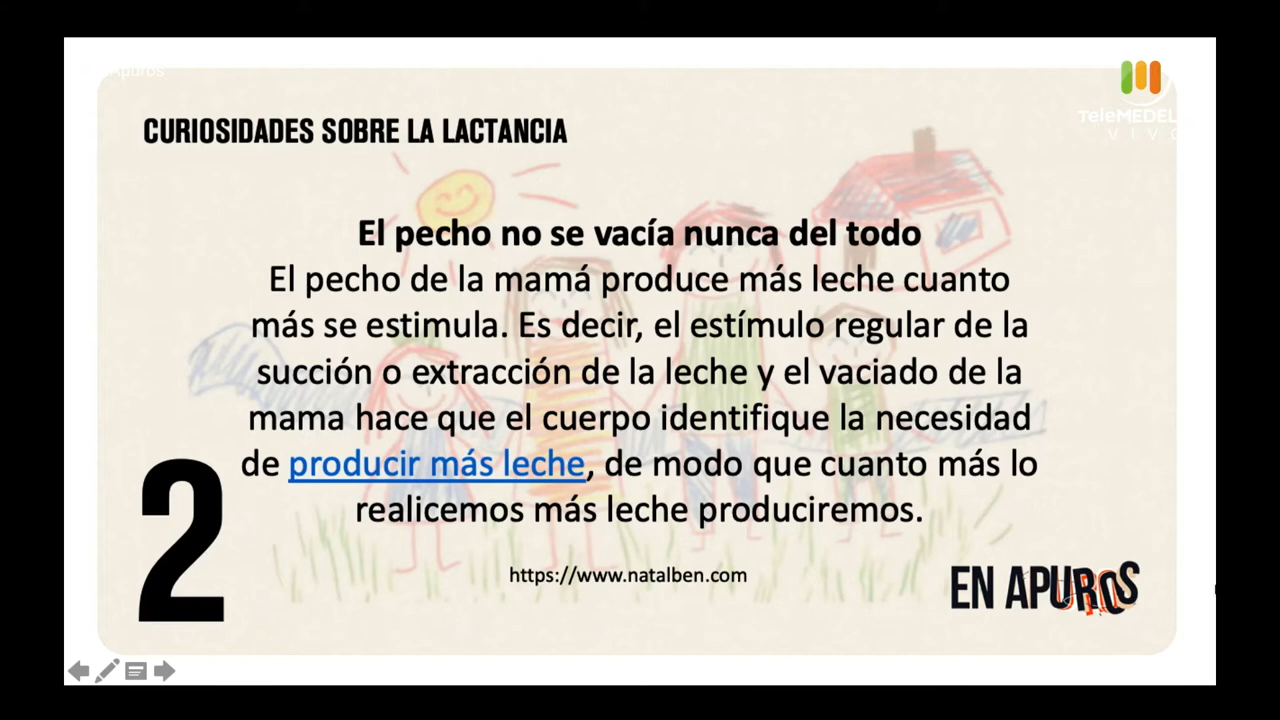 Apuros
TeleMEDEL
VIVO
CURIOSIDADES SOBRE LA LACTANCIA
El pecho no se vacía nunca del todo
El pecho de la mamá produce más leche cuanto
más se estimula. Es decir, el estímulo regular de la
succión o extracción de la leche y el vaciado de la
mama hace que el cuerpo identifique la necesidad
de producir más leche, de modo que cuanto más lo
realicemos más leche produciremos.
2
https://www.natalben.com
EN APUROS